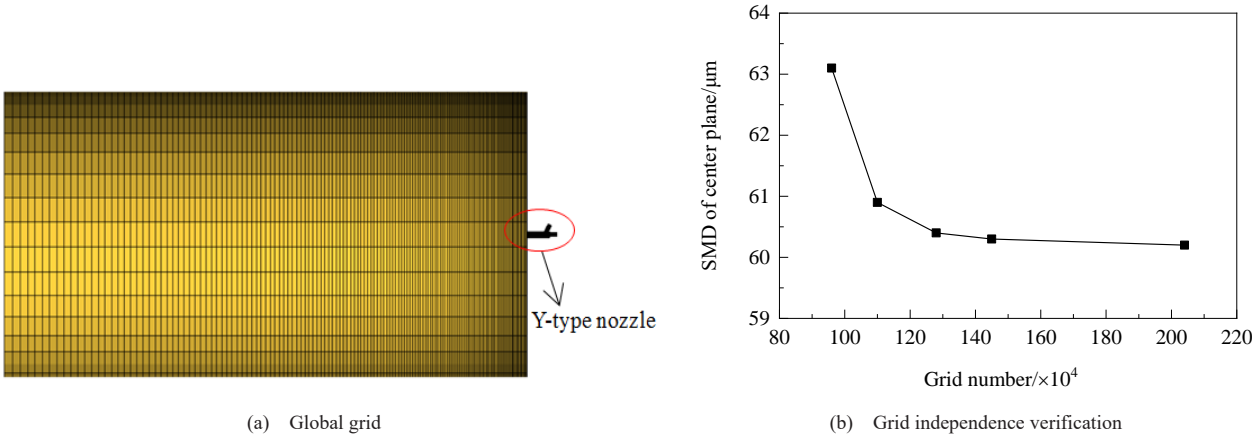 Y-type nozzle
(a) Global grid
64
63
62
61
60
59
SMD of center plane/μm
80 100 120 140 160 180 200 220
Grid number/×10⁴
(b) Grid independence verification